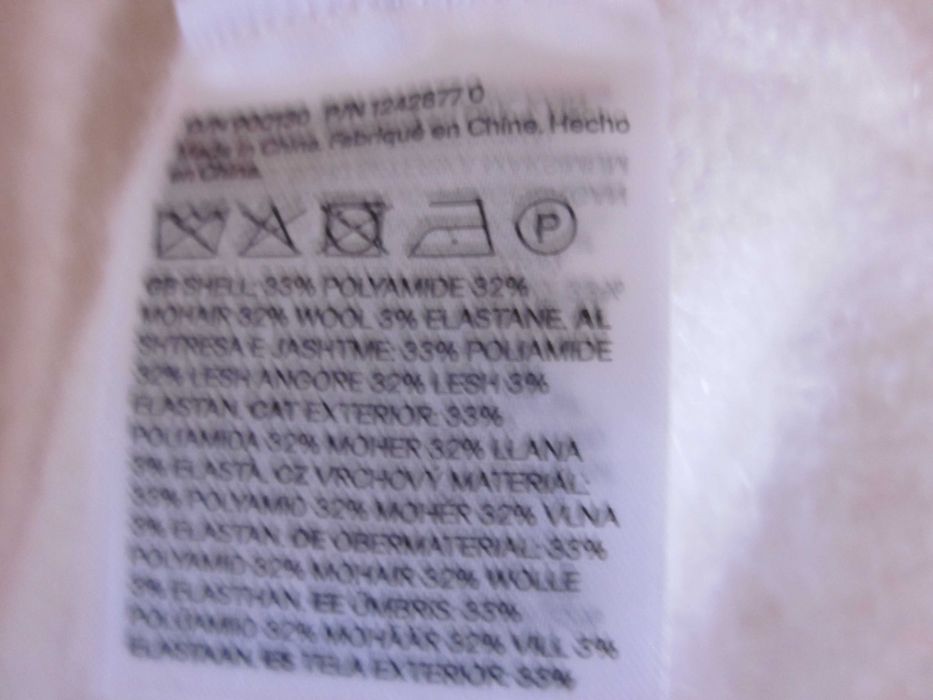 P/N 1242677 0
Made in China. Fabriqué en Chine. Hecho
en China.
P
GB SHELL: 33% POLYAMIDE 32%
MOHAIR 32% WOOL 3% ELASTANE. AL
SHTRESA E JASHTME: 33% POLIAMIDE
32% LESH ANGORE 32% LESH 3%
ELASTAN. CAT EXTERIOR: 33%
POLIAMIDA 32% MOHER 32% LLANA
3% ELASTÀ. CZ VRCHOVÝ MATERIÁL:
33% POLYAMID 32% MOHÉR 32% VLNA
3% ELASTAN. DE OBERMATERIAL: 33%
POLYAMID 32% MOHAIR 32% WOLLE
3% ELASTHAN. EE ÜMBRIS: 33%
POLÜAMIID 32% MOHÄÄR 32% VILL 3%
ELASTAAN. ES TELA EXTERIOR: 33%